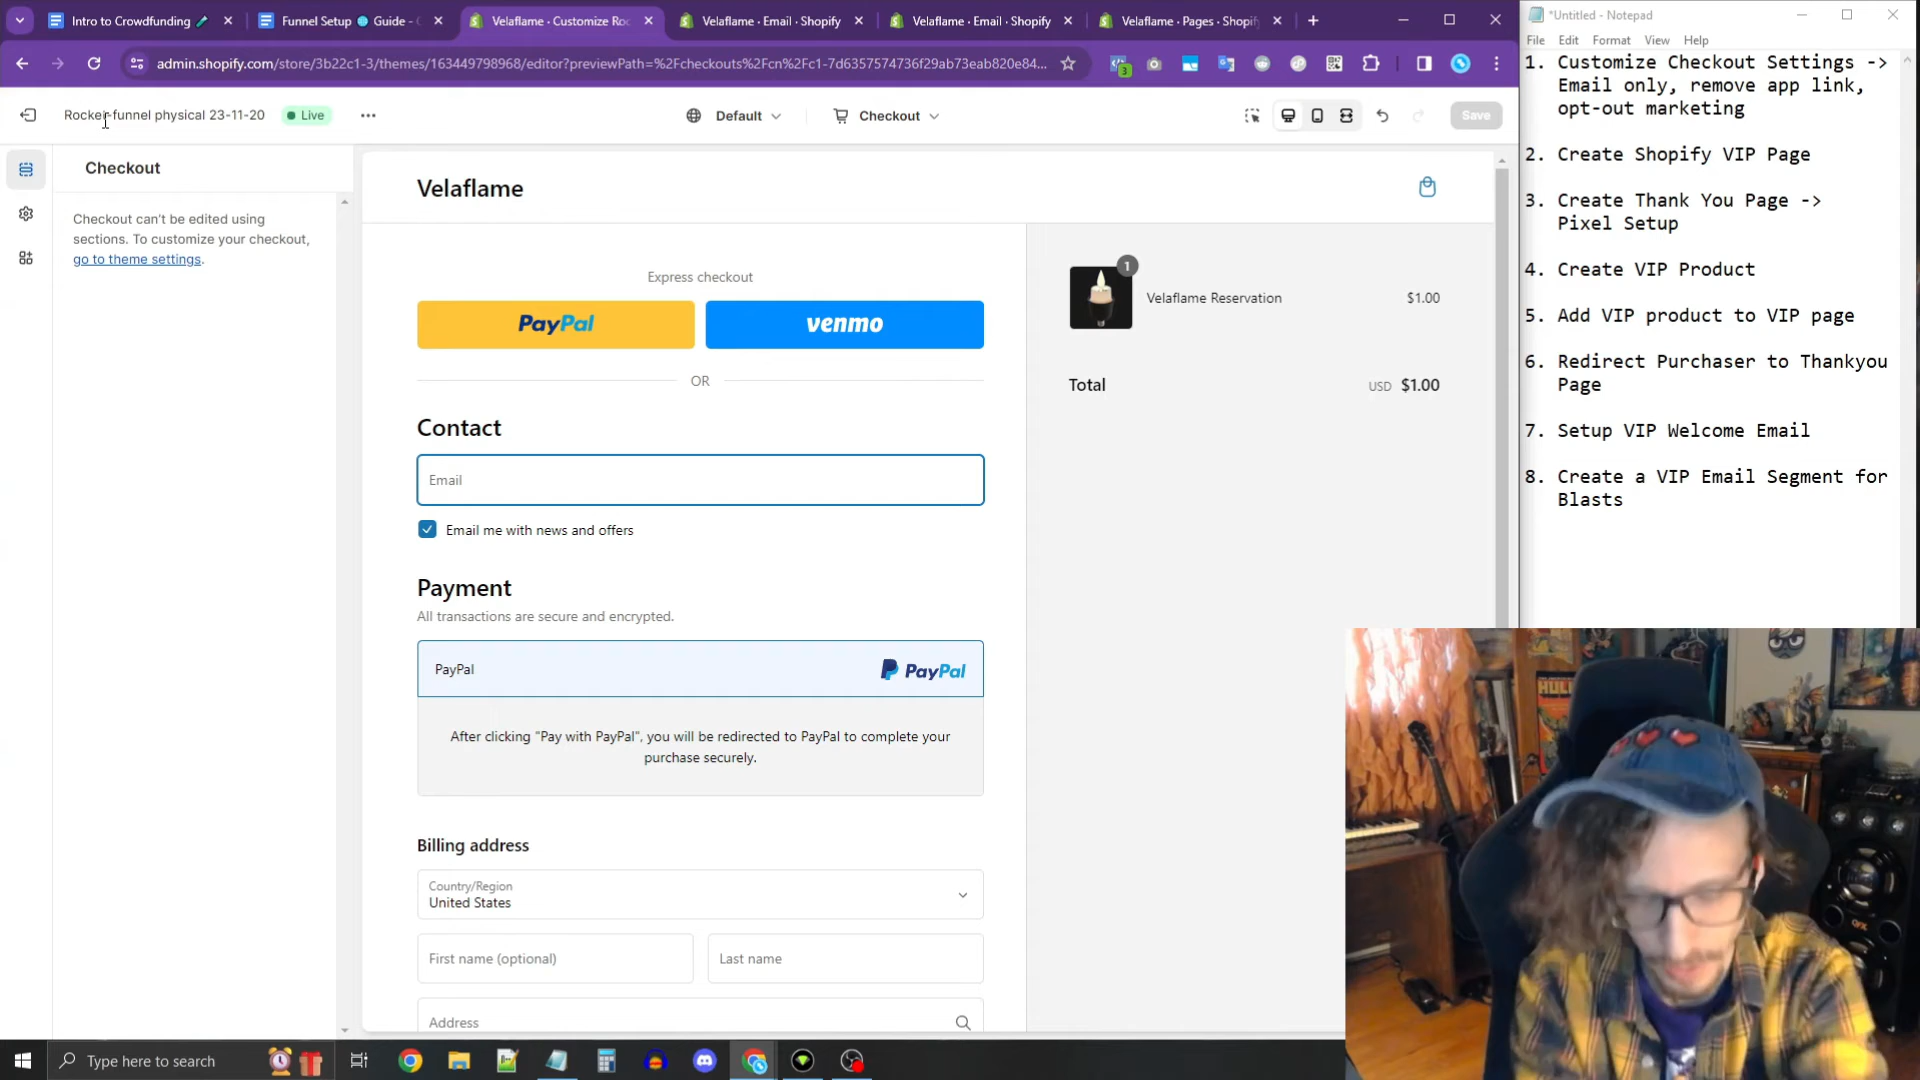 Intro to Crowdfunding
Funnel Setup Guide -
Velaflame · Customize Ro
Velaflame · Email · Shopify
Velaflame · Email · Shopify
Velaflame · Pages · Shopif
admin.shopify.com/store/3b22c1-3/themes/163449798968/editor?previewPath=%2Fcheckouts%2Fcn%2Fc1-7d6357574736f29ab73eab820e84...
3
Rocker-funnel physical 23-11-20
Live
Default
Checkout
Save
Checkout
Checkout can't be edited using
sections. To customize your checkout,
go to theme settings.
Velaflame
Express checkout
PayPal
venmo
OR
Contact
Email
Email me with news and offers
Payment
All transactions are secure and encrypted.
PayPal
PayPal
After clicking "Pay with PayPal", you will be redirected to PayPal to complete your
purchase securely.
Billing address
Country/Region
United States
First name (optional)
Last name
Address
1
Velaflame Reservation
$1.00
Total
USD $1.00
*Untitled - Notepad
File Edit Format View Help
1. Customize Checkout Settings ->
Email only, remove app link,
opt-out marketing
2. Create Shopify VIP Page
3. Create Thank You Page ->
Pixel Setup
4. Create VIP Product
5. Add VIP product to VIP page
6. Redirect Purchaser to Thankyou
Page
7. Setup VIP Welcome Email
8. Create a VIP Email Segment for
Blasts
HULK
Type here to search